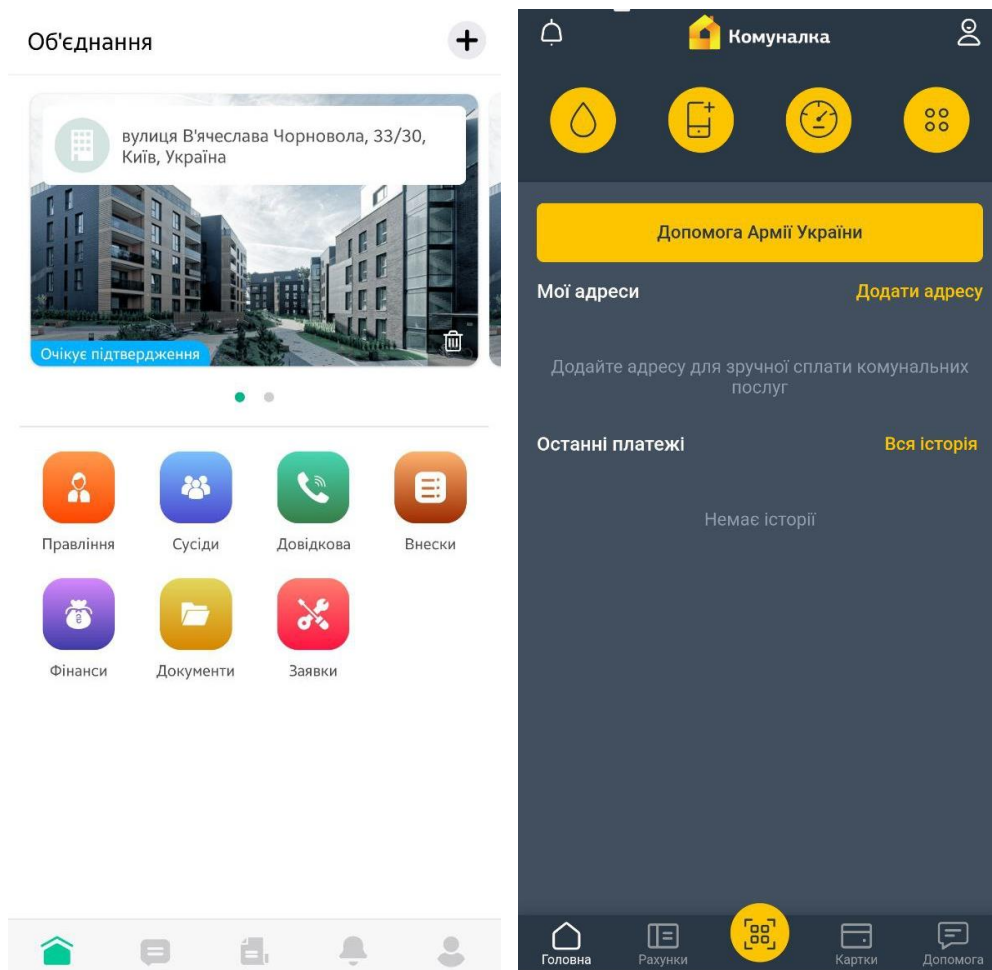 Об'єднання
вулиця В'ячеслава Чорновола, 33/30,
Київ, Україна
Очікує підтвердження
Правління
Сусіди
Довідкова
Внески
Фінанси
Документи
Заявки
Комуналка
Допомога Армії України
Мої адреси
Додати адресу
Додайте адресу для зручної сплати комунальних
послуг
Останні платежі
Вся історія
Немає історії
Головна
Рахунки
Картки
Допомога